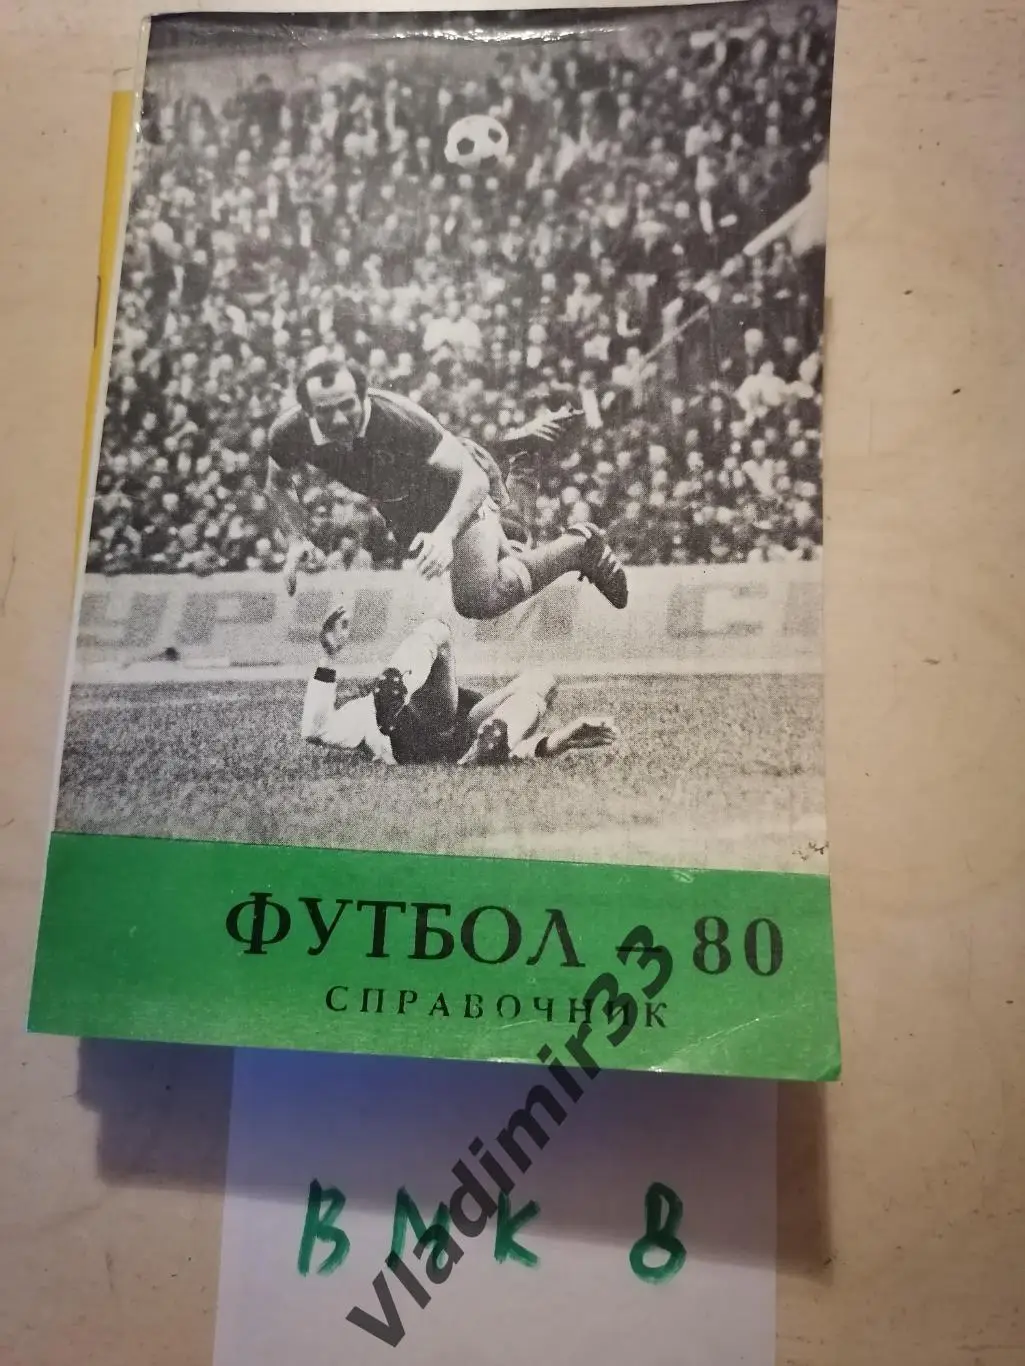 ФУТБОЛ — 80
СПРАВОЧНИК
vladimir33
ВМК 8